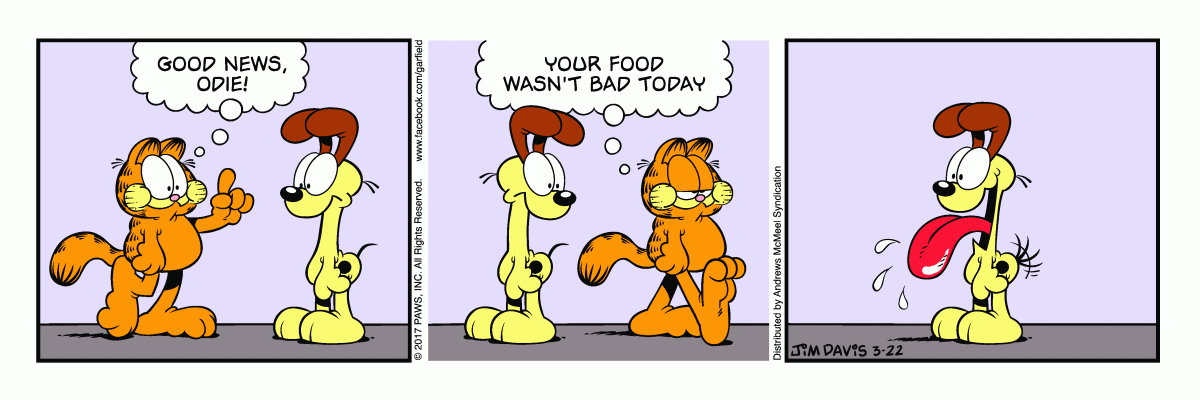 GOOD NEWS,
ODIE!
© 2017 PAWS, INC. All Rights Reserved. www.facebook.com/garfield
YOUR FOOD
WASN'T BAD TODAY
Distributed by Andrews McMeel Syndication
JIM DAVIS 3-22